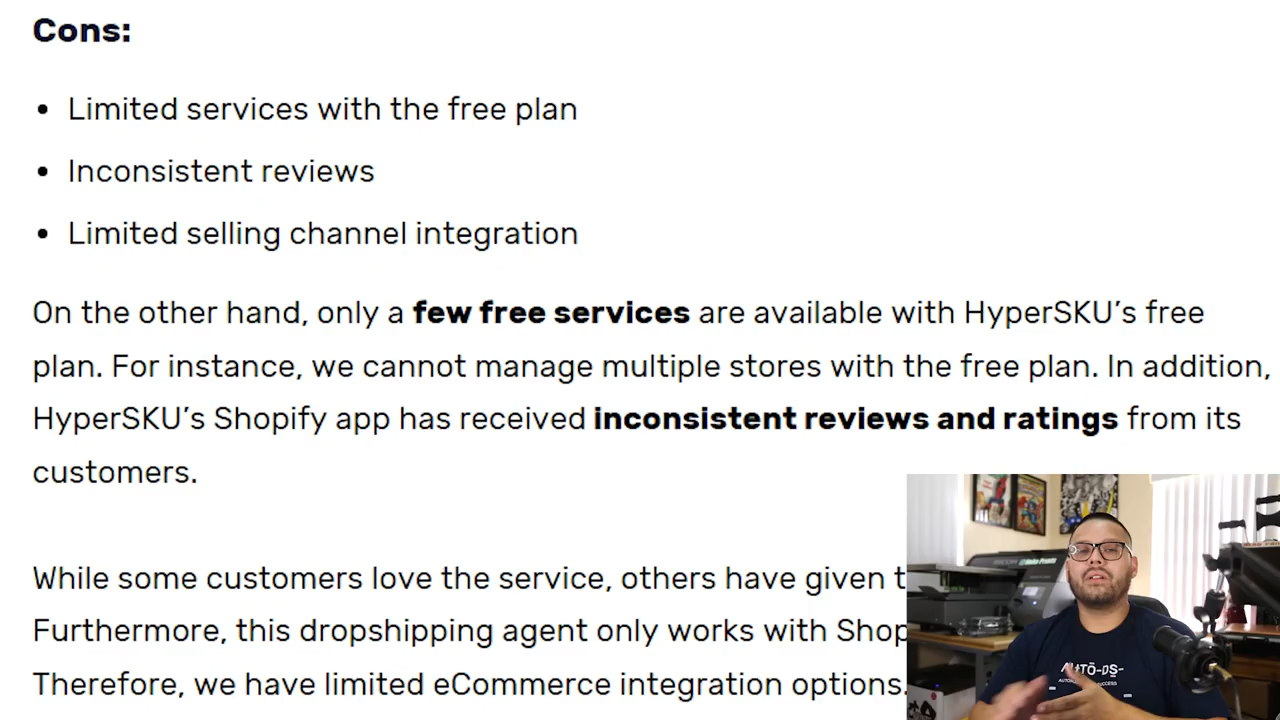 Cons:
Limited services with the free plan
Inconsistent reviews
Limited selling channel integration
On the other hand, only a few free services are available with HyperSKU’s free
plan. For instance, we cannot manage multiple stores with the free plan. In addition,
HyperSKU’s Shopify app has received inconsistent reviews and ratings from its
customers.
While some customers love the service, others have given
Furthermore, this dropshipping agent only works with Shop
Therefore, we have limited eCommerce integration options.
AUTO-DS-